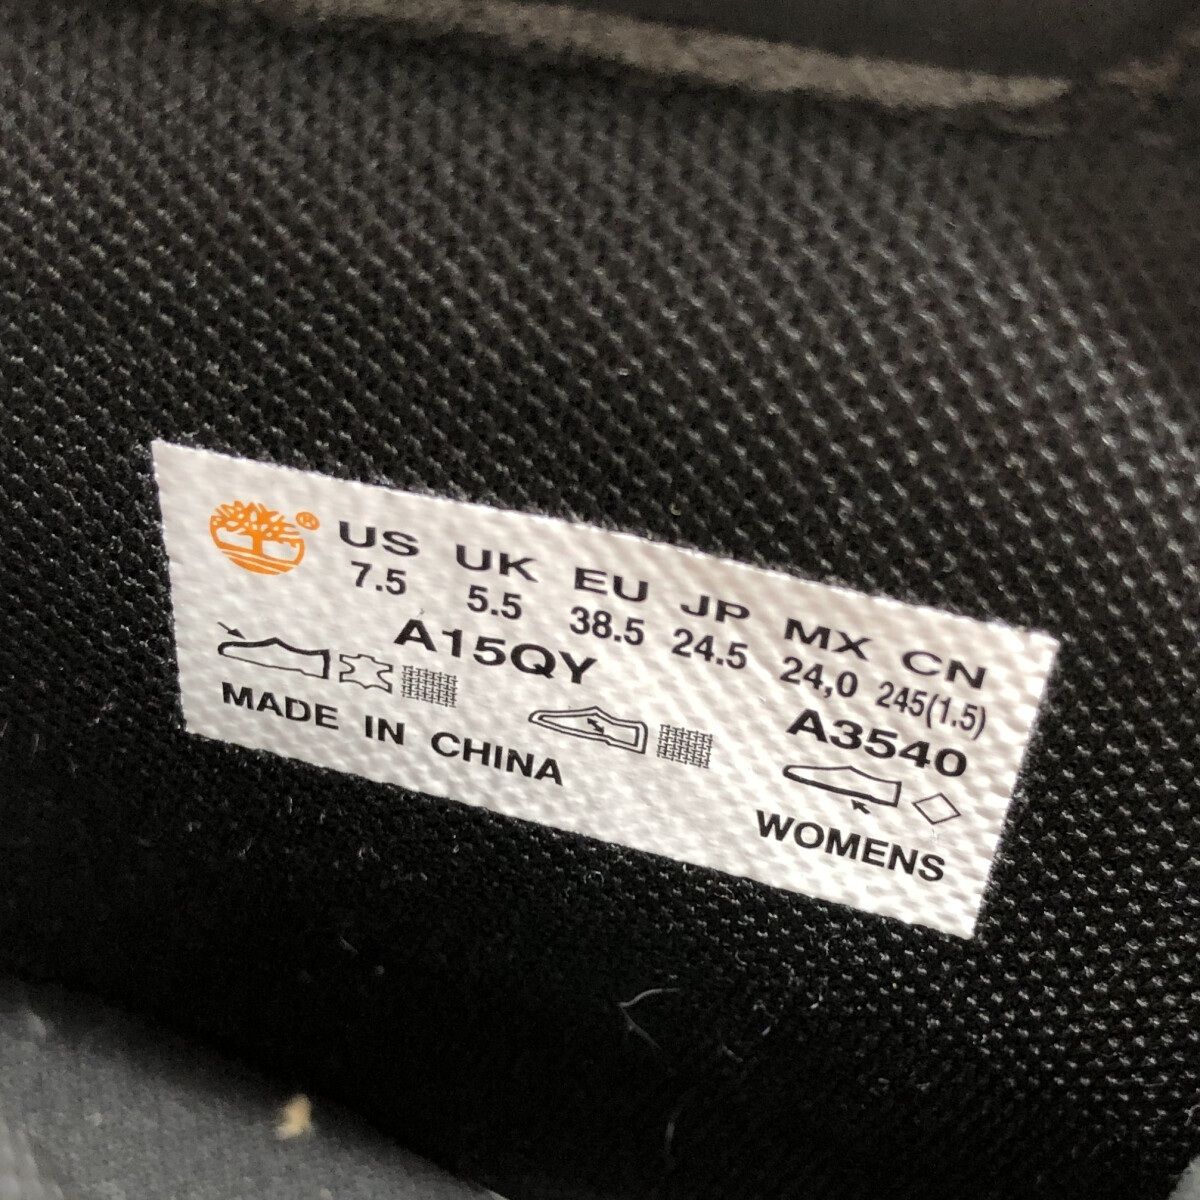 ® US UK EU JP MX CN
7.5 5.5 38.5 24.5 24,0 245(1.5)
A15QY A3540
MADE IN CHINA WOMENS